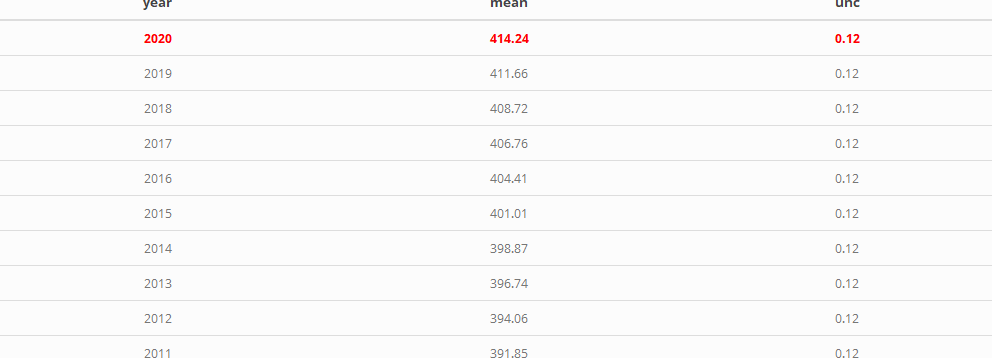 year mean unc
2020 414.24 0.12
2019 411.66 0.12
2018 408.72 0.12
2017 406.76 0.12
2016 404.41 0.12
2015 401.01 0.12
2014 398.87 0.12
2013 396.74 0.12
2012 394.06 0.12
2011 391.85 0.12